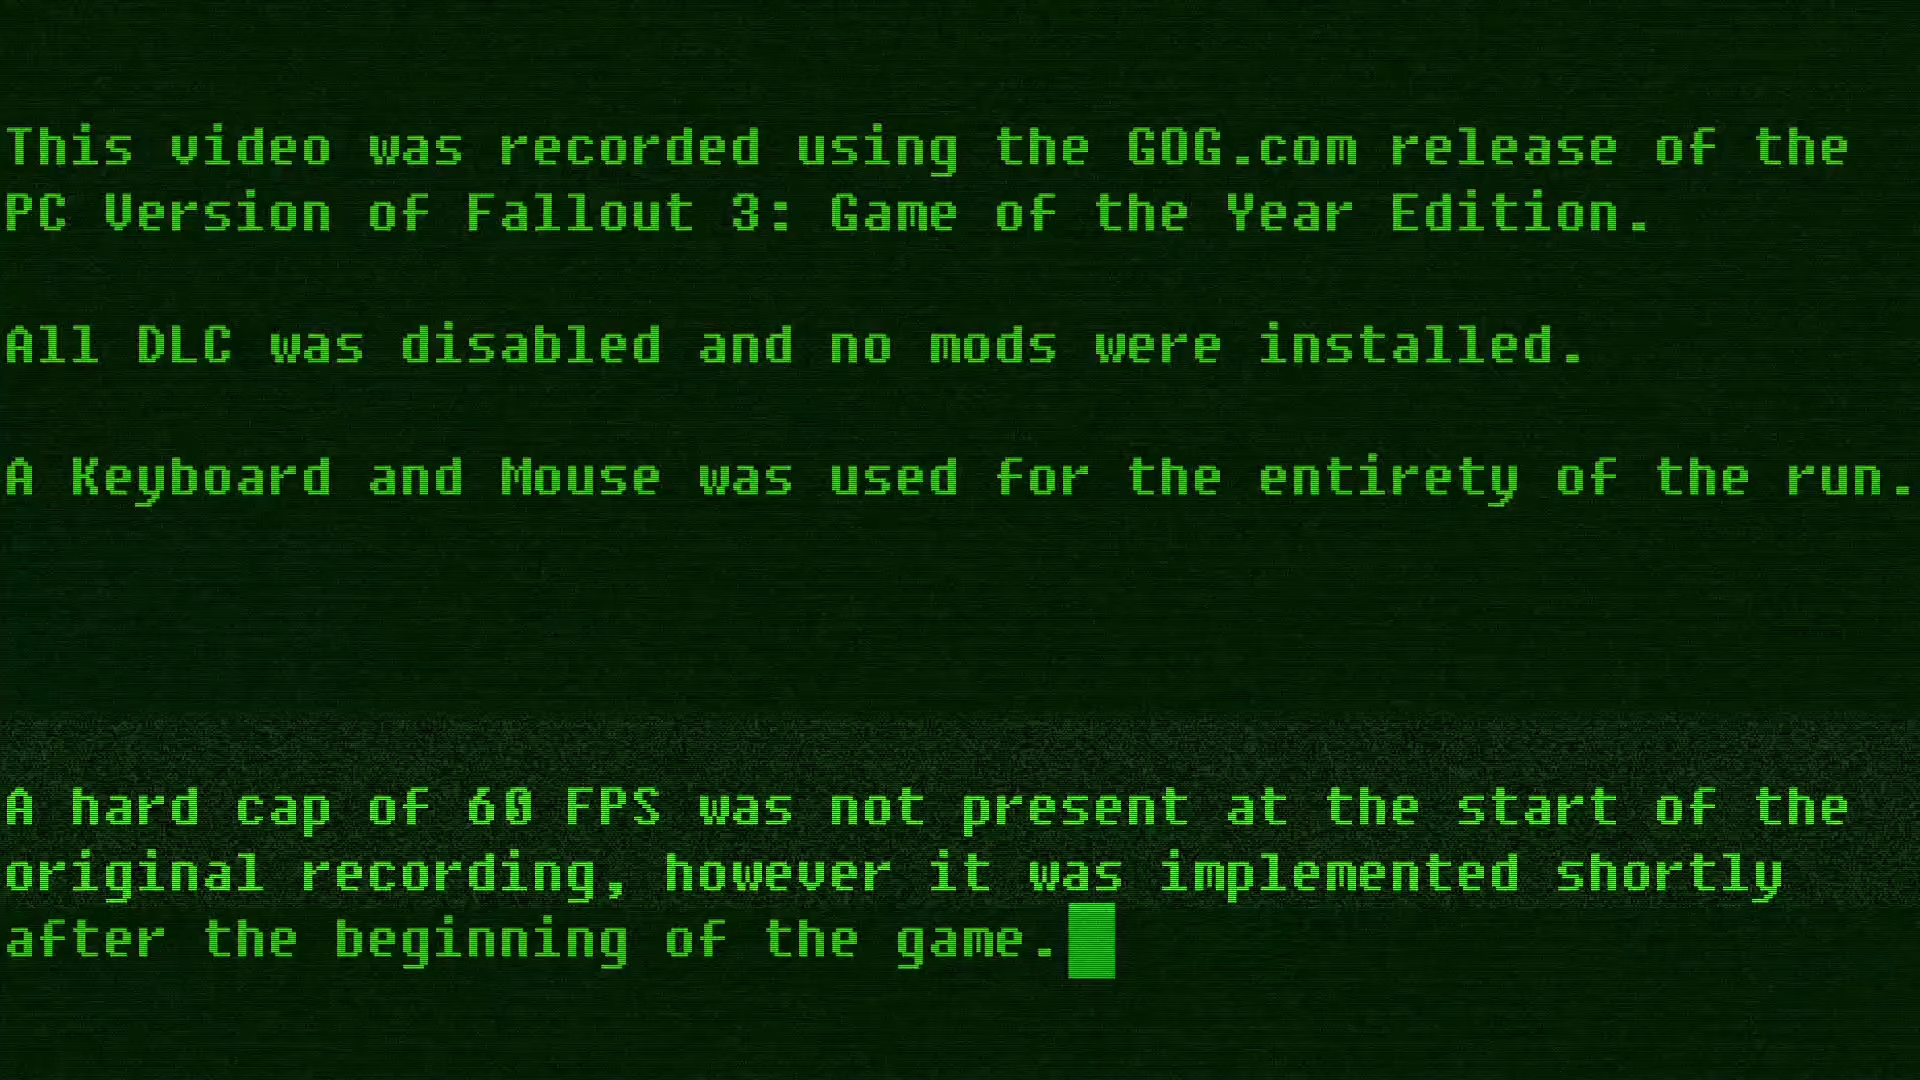 This video was recorded using the GOG.com release of the
PC Version of Fallout 3: Game of the Year Edition.
All DLC was disabled and no mods were installed.
A Keyboard and Mouse was used for the entirety of the run.
A hard cap of 60 FPS was not present at the start of the
original recording, however it was implemented shortly
after the beginning of the game.